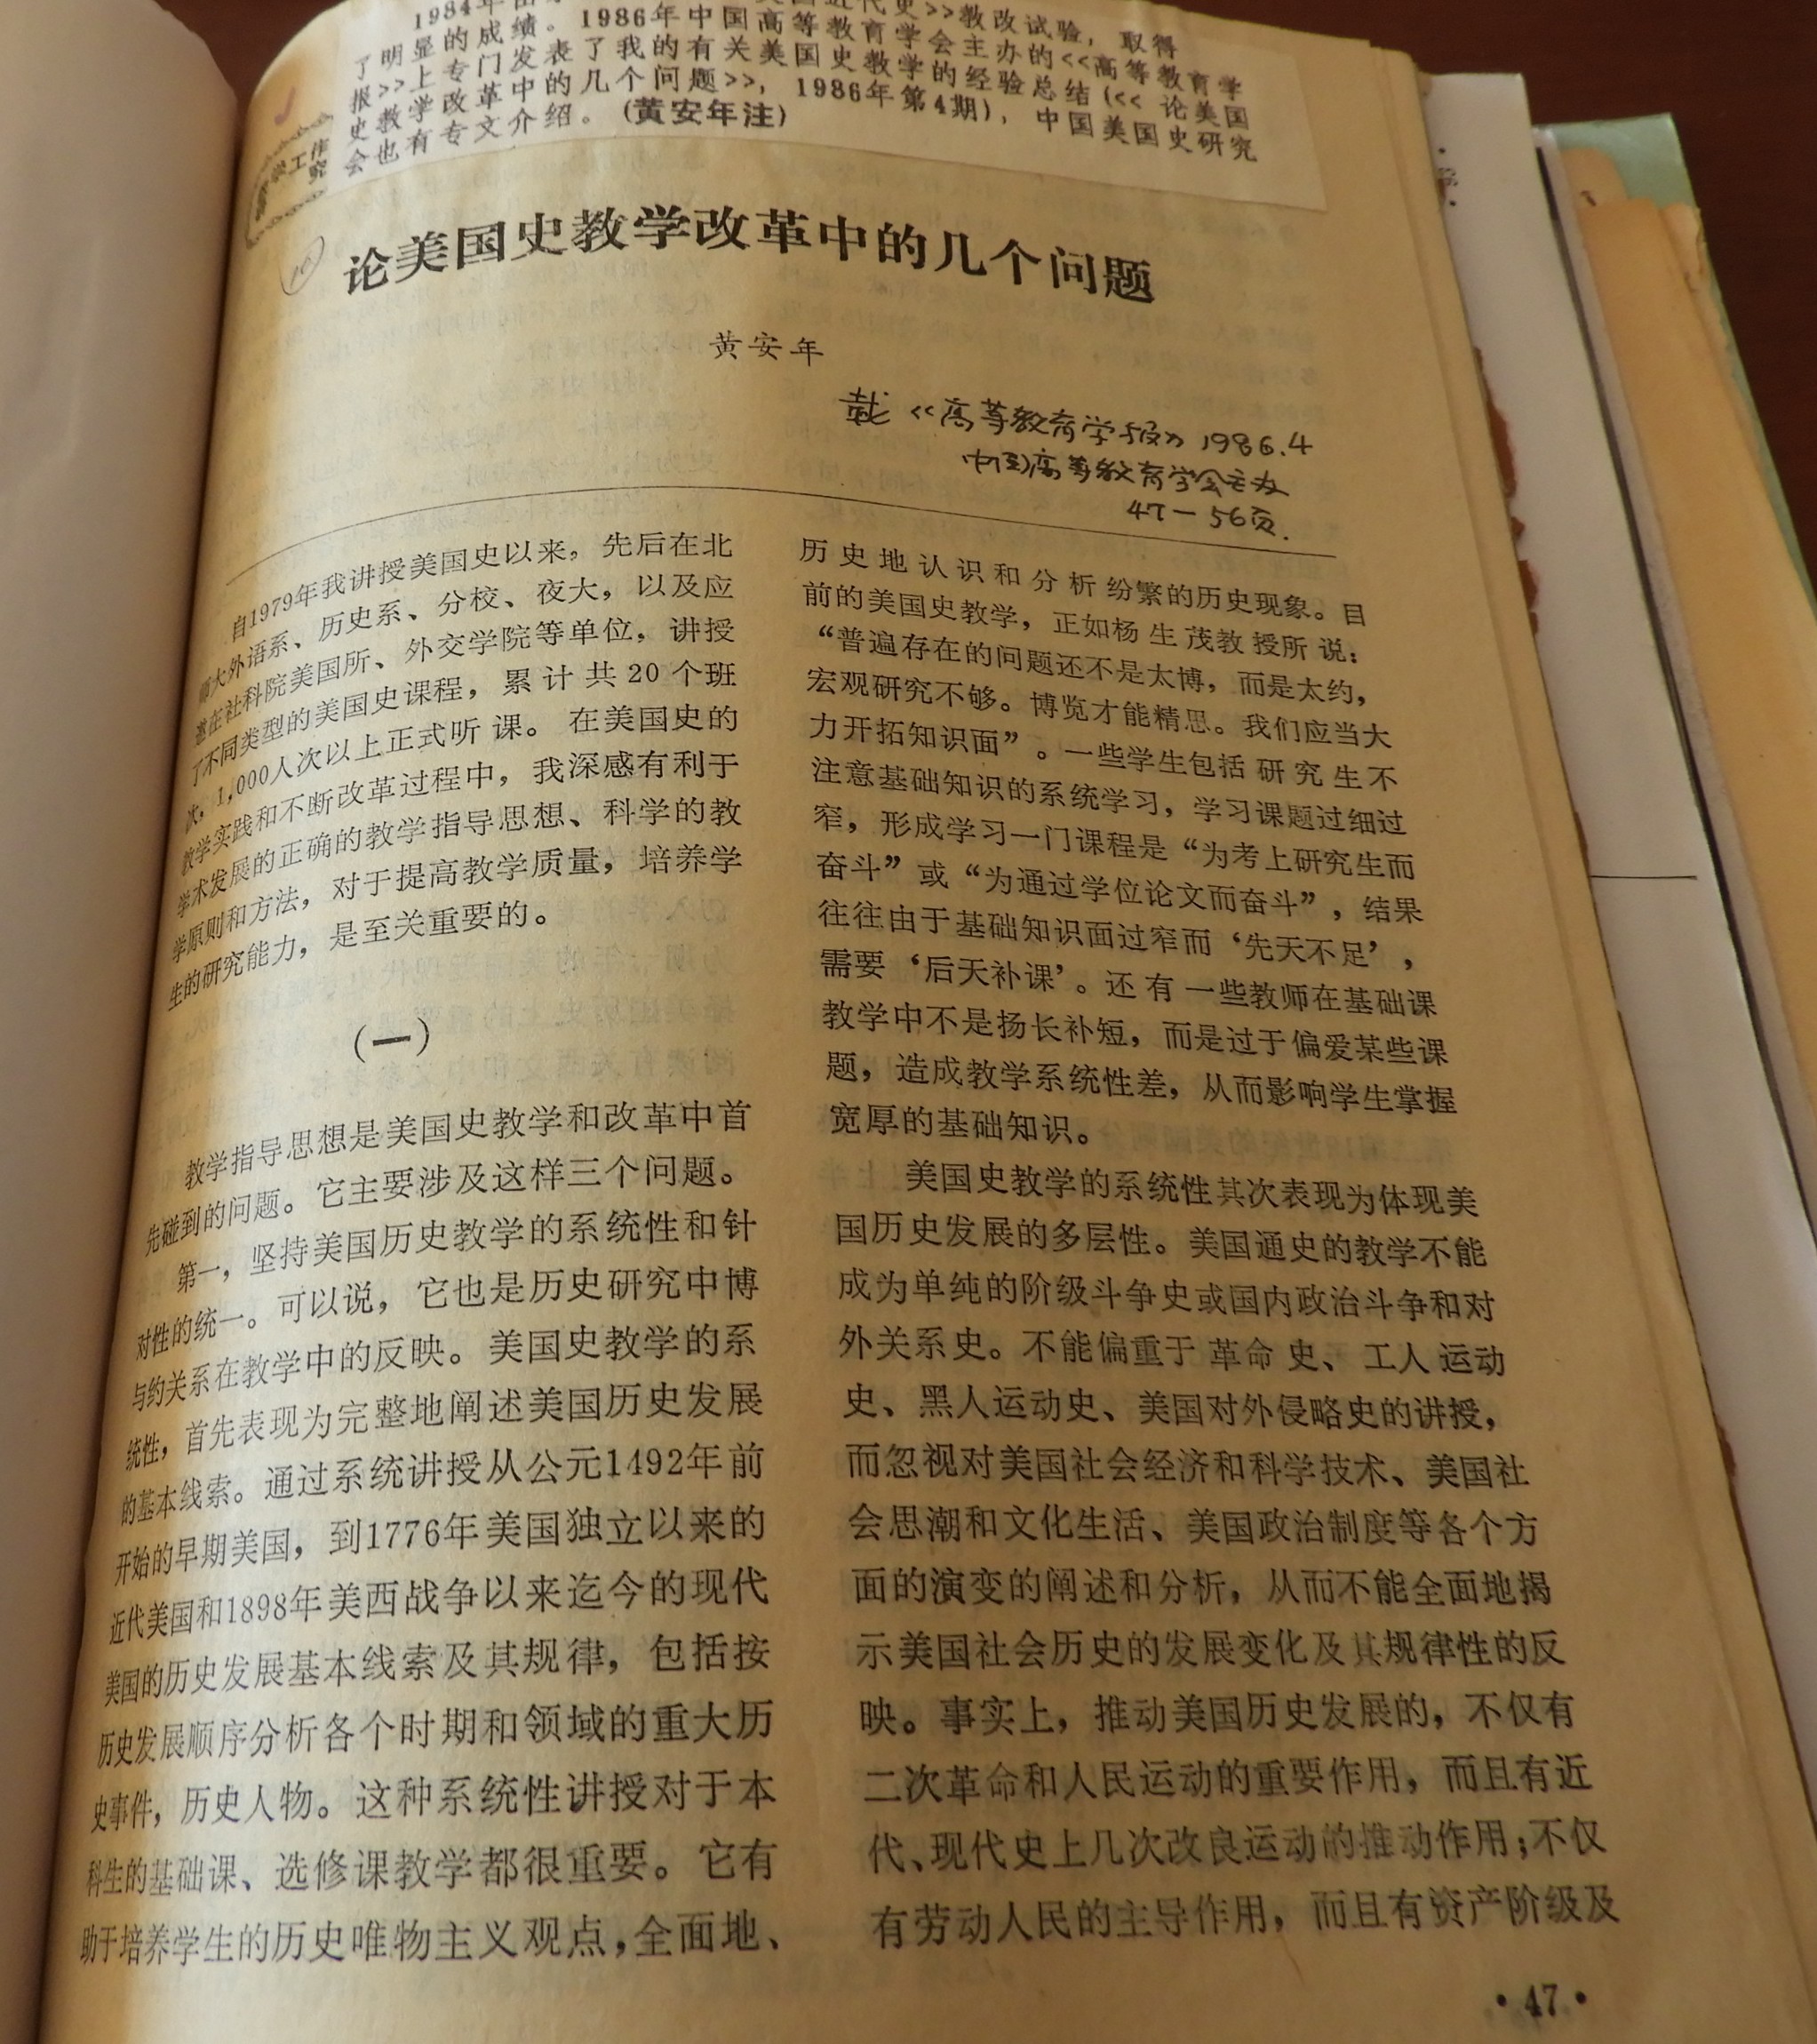 近代史>>教改试验，取得
了明显的成绩。1986年中国高等教育学会主办的<<高等教育学
报>>上专门发表了我的有关美国史教学的经验总结(<<论美国
史教学改革中的几个问题>>，1986年第4期)，中国美国史研究
会也有专文介绍。(黄安年注)
论美国史教学改革中的几个问题
黄安年
载《高等教育学报》1986.4
中国高等教育学会主办
47—56页.
自1979年我讲授美国史以来，先后在北
师大外语系、历史系、分校、夜大，以及应
邀在社科院美国所、外交学院等单位，讲授
了不同类型的美国史课程，累计共20个班
次，1,000人次以上正式听课。在美国史的
教学实践和不断改革过程中，我深感有利于
学术发展的正确的教学指导思想、科学的教
学原则和方法，对于提高教学质量，培养学
生的研究能力，是至关重要的。
(一)
教学指导思想是美国史教学和改革中首
先碰到的问题。它主要涉及这样三个问题。
第一，坚持美国历史教学的系统性和针
对性的统一。可以说，它也是历史研究中博
与约关系在教学中的反映。美国史教学的系
统性，首先表现为完整地阐述美国历史发展
的基本线索。通过系统讲授从公元1492年前
开始的早期美国，到1776年美国独立以来的
近代美国和1898年美西战争以来迄今的现代
美国的历史发展基本线索及其规律，包括按
历史发展顺序分析各个时期和领域的重大历
史事件，历史人物。这种系统性讲授对于本
科生的基础课、选修课教学都很重要。它有
助于培养学生的历史唯物主义观点，全面地、
历史地认识和分析纷繁的历史现象。目
前的美国史教学，正如杨生茂教授所说：
“普遍存在的问题还不是太博，而是太约，
宏观研究不够。博览才能精思。我们应当大
力开拓知识面”。一些学生包括研究生不
注意基础知识的系统学习，学习课题过细过
窄，形成学习一门课程是“为考上研究生而
奋斗”或“为通过学位论文而奋斗”，结果
往往由于基础知识面过窄而‘先天不足’，
需要‘后天补课’。还有一些教师在基础课
教学中不是扬长补短，而是过于偏爱某些课
题，造成教学系统性差，从而影响学生掌握
宽厚的基础知识。
美国史教学的系统性其次表现为体现美
国历史发展的多层性。美国通史的教学不能
成为单纯的阶级斗争史或国内政治斗争和对
外关系史。不能偏重于革命史、工人运动
史、黑人运动史、美国对外侵略史的讲授，
而忽视对美国社会经济和科学技术、美国社
会思潮和文化生活、美国政治制度等各个方
面的演变的阐述和分析，从而不能全面地揭
示美国社会历史的发展变化及其规律性的反
映。事实上，推动美国历史发展的，不仅有
二次革命和人民运动的重要作用，而且有近
代、现代史上几次改良运动的推动作用；不仅
有劳动人民的主导作用，而且有资产阶级及
•47•